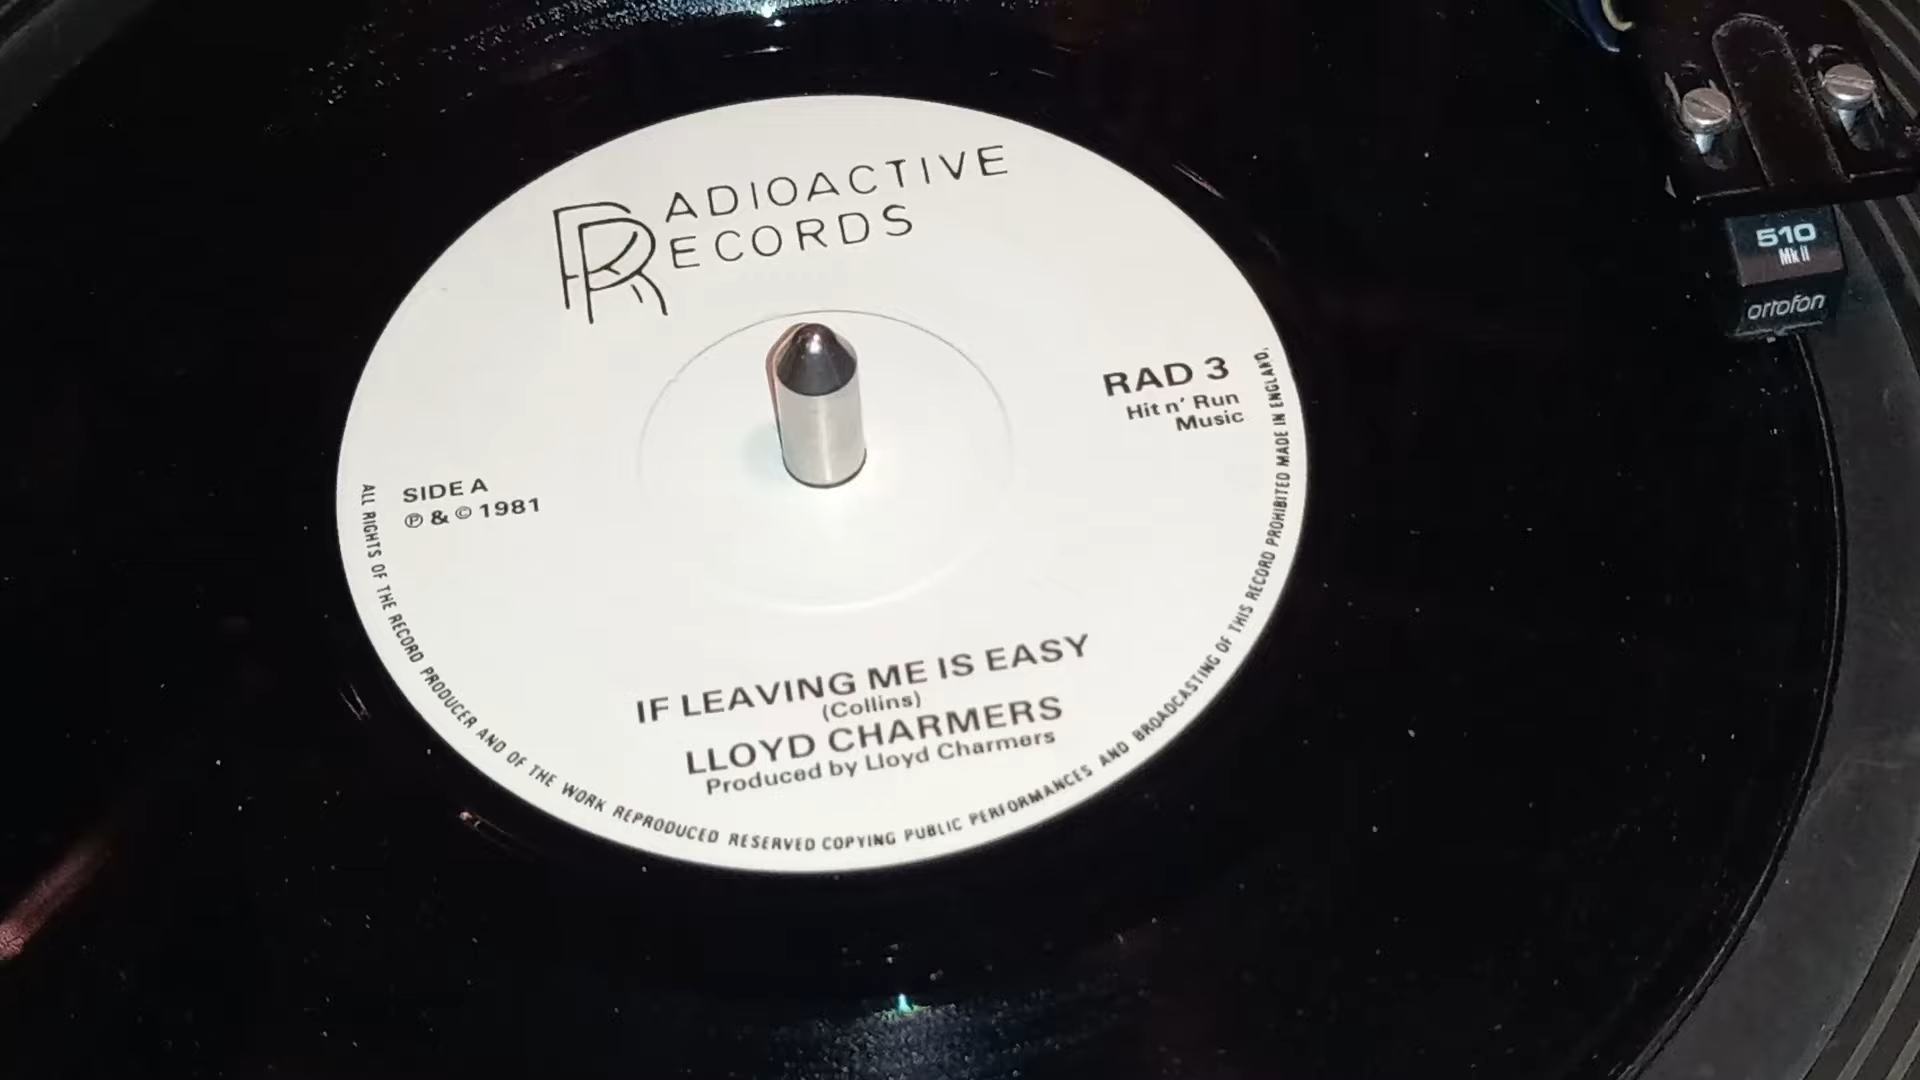 RADIOACTIVE
RECORDS
RAD 3
Hit n' Run
Music
SIDE A
℗ & © 1981
IF LEAVING ME IS EASY
(Collins)
LLOYD CHARMERS
Produced by Lloyd Charmers
ALL RIGHTS OF THE RECORD PRODUCER AND OF THE WORK REPRODUCED RESERVED COPYING PUBLIC PERFORMANCES AND BROADCASTING OF THIS RECORD PROHIBITED MADE IN ENGLAND.
510
Mk II
ortofon